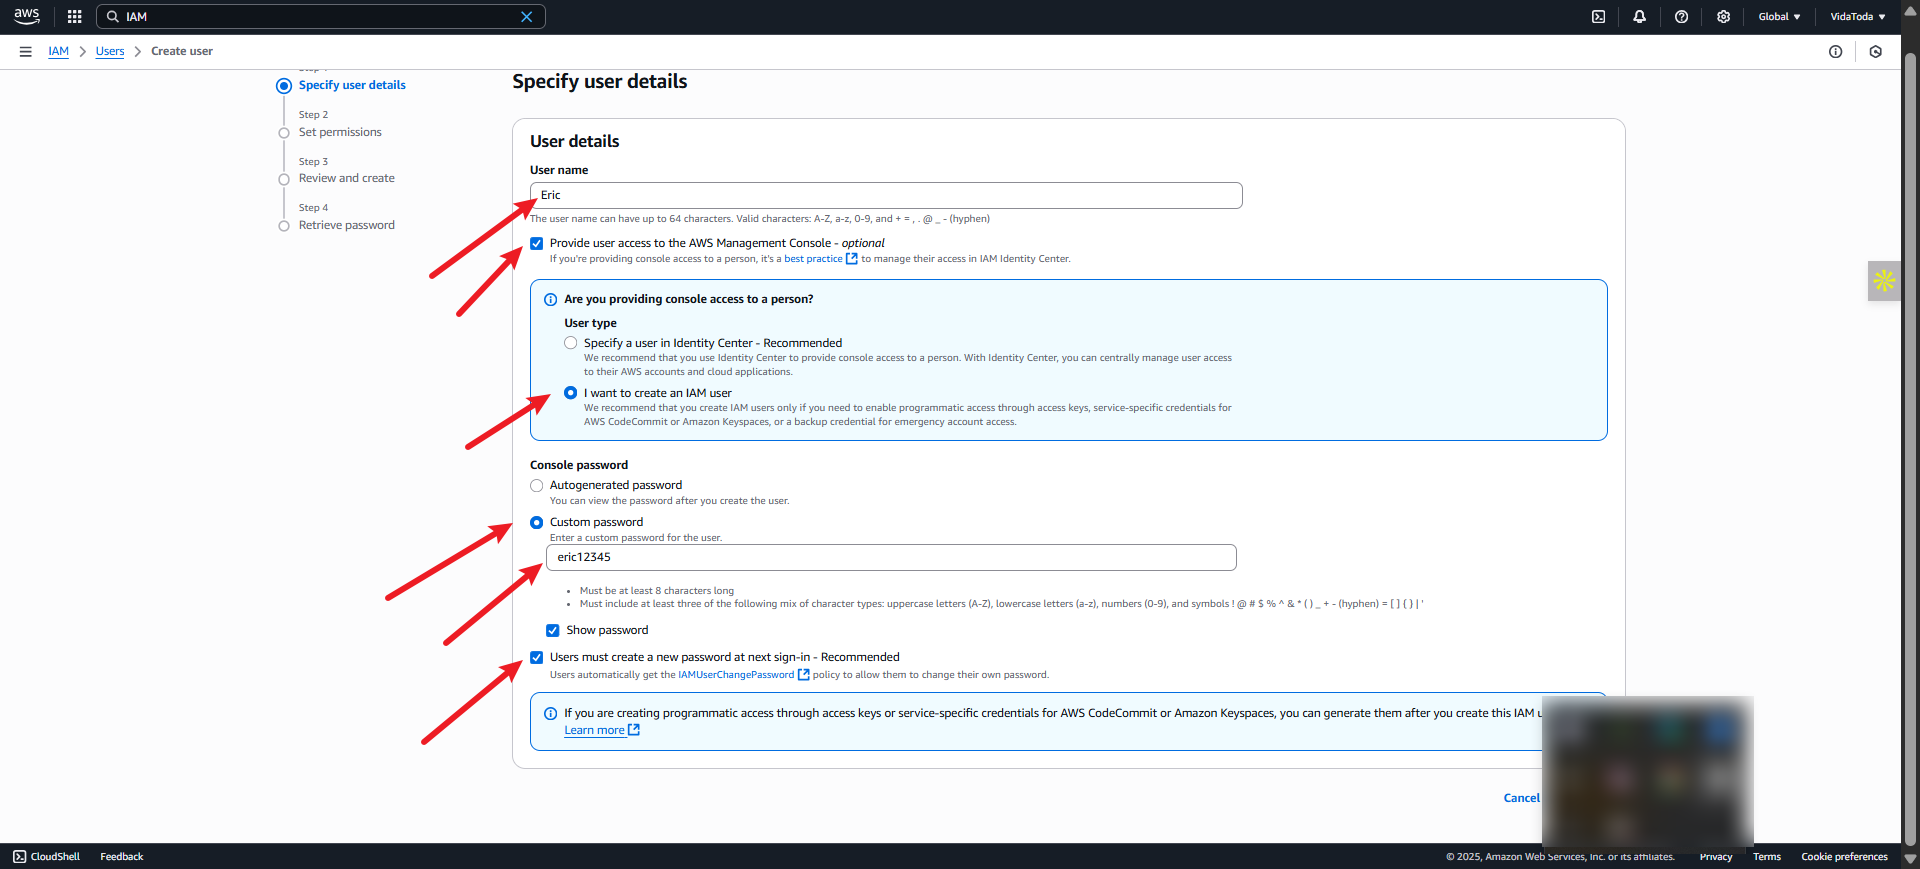 aws
IAM
Global
VidaToda
IAM
Users
Create user
Specify user details
Step 2
Set permissions
Step 3
Review and create
Step 4
Retrieve password
Specify user details
User details
User name
Eric
The user name can have up to 64 characters. Valid characters: A-Z, a-z, 0-9, and + = , . @ _ - (hyphen)
Provide user access to the AWS Management Console - optional
If you're providing console access to a person, it's a best practice to manage their access in IAM Identity Center.
Are you providing console access to a person?
User type
Specify a user in Identity Center - Recommended
We recommend that you use Identity Center to provide console access to a person. With Identity Center, you can centrally manage user access
to their AWS accounts and cloud applications.
I want to create an IAM user
We recommend that you create IAM users only if you need to enable programmatic access through access keys, service-specific credentials for
AWS CodeCommit or Amazon Keyspaces, or a backup credential for emergency account access.
Console password
Autogenerated password
You can view the password after you create the user.
Custom password
Enter a custom password for the user.
eric12345
• Must be at least 8 characters long
• Must include at least three of the following mix of character types: uppercase letters (A-Z), lowercase letters (a-z), numbers (0-9), and symbols ! @ # $ % ^ & * ( ) _ + - (hyphen) = [ ] { } | '
Show password
Users must create a new password at next sign-in - Recommended
Users automatically get the IAMUserChangePassword policy to allow them to change their own password.
If you are creating programmatic access through access keys or service-specific credentials for AWS CodeCommit or Amazon Keyspaces, you can generate them after you create this IAM
Learn more
Cancel
CloudShell
Feedback
© 2025, Amazon Web Services, Inc. or its affiliates.
Privacy
Terms
Cookie preferences